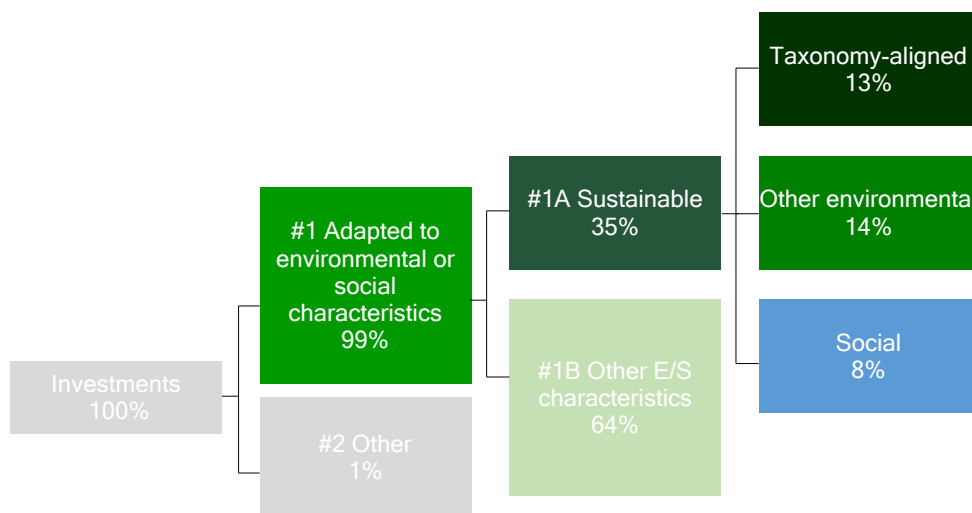 Investments
100%
#1 Adapted to
environmental or
social
characteristics
99%
#2 Other
1%
#1A Sustainable
35%
#1B Other E/S
characteristics
64%
Taxonomy-aligned
13%
Other environmenta
14%
Social
8%